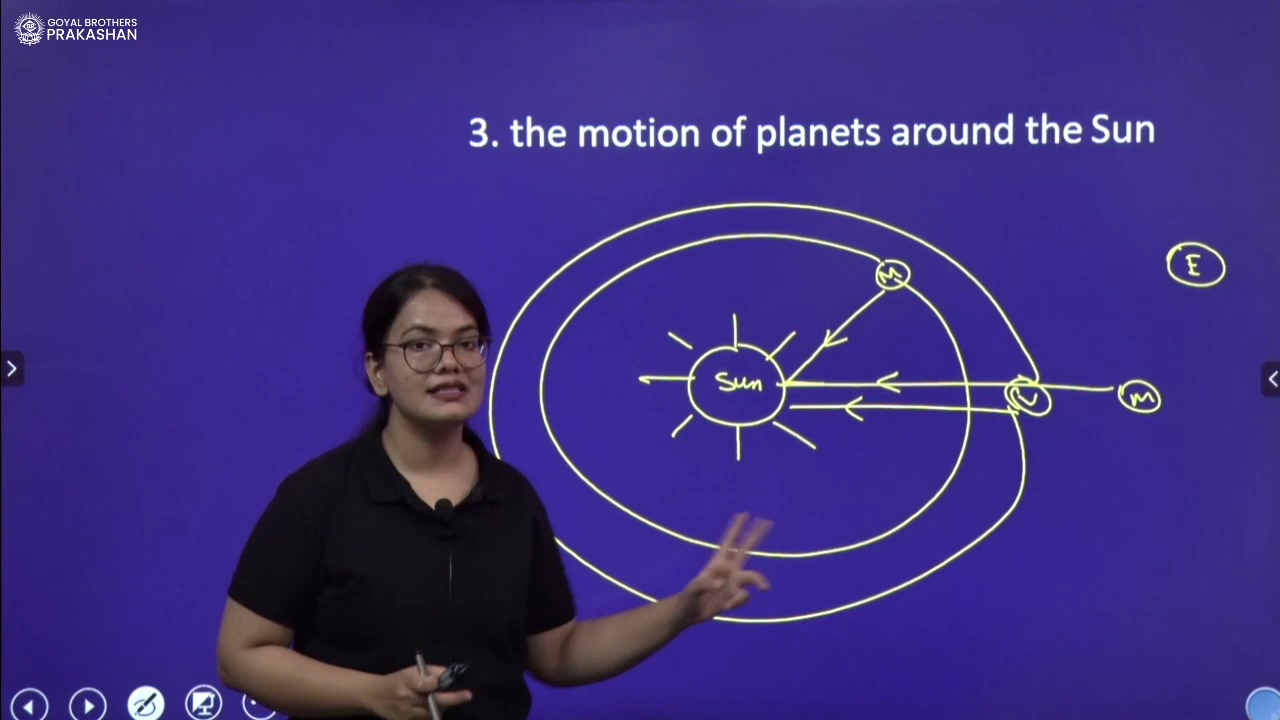 GOYAL BROTHERS
PRAKASHAN
3. the motion of planets around the Sun
M
E
Sun
V
m